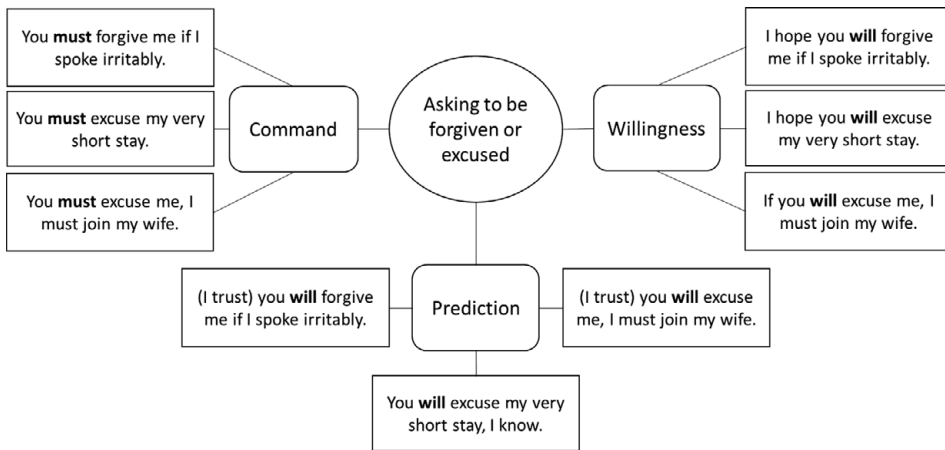 You must forgive me if I
spoke irritably.
You must excuse my very
short stay.
You must excuse me, I
must join my wife.
Command
Asking to be
forgiven or
excused
Willingness
I hope you will forgive
me if I spoke irritably.
I hope you will excuse
my very short stay.
If you will excuse me, I
must join my wife.
(I trust) you will forgive
me if I spoke irritably.
Prediction
(I trust) you will excuse
me, I must join my wife.
You will excuse my very
short stay, I know.